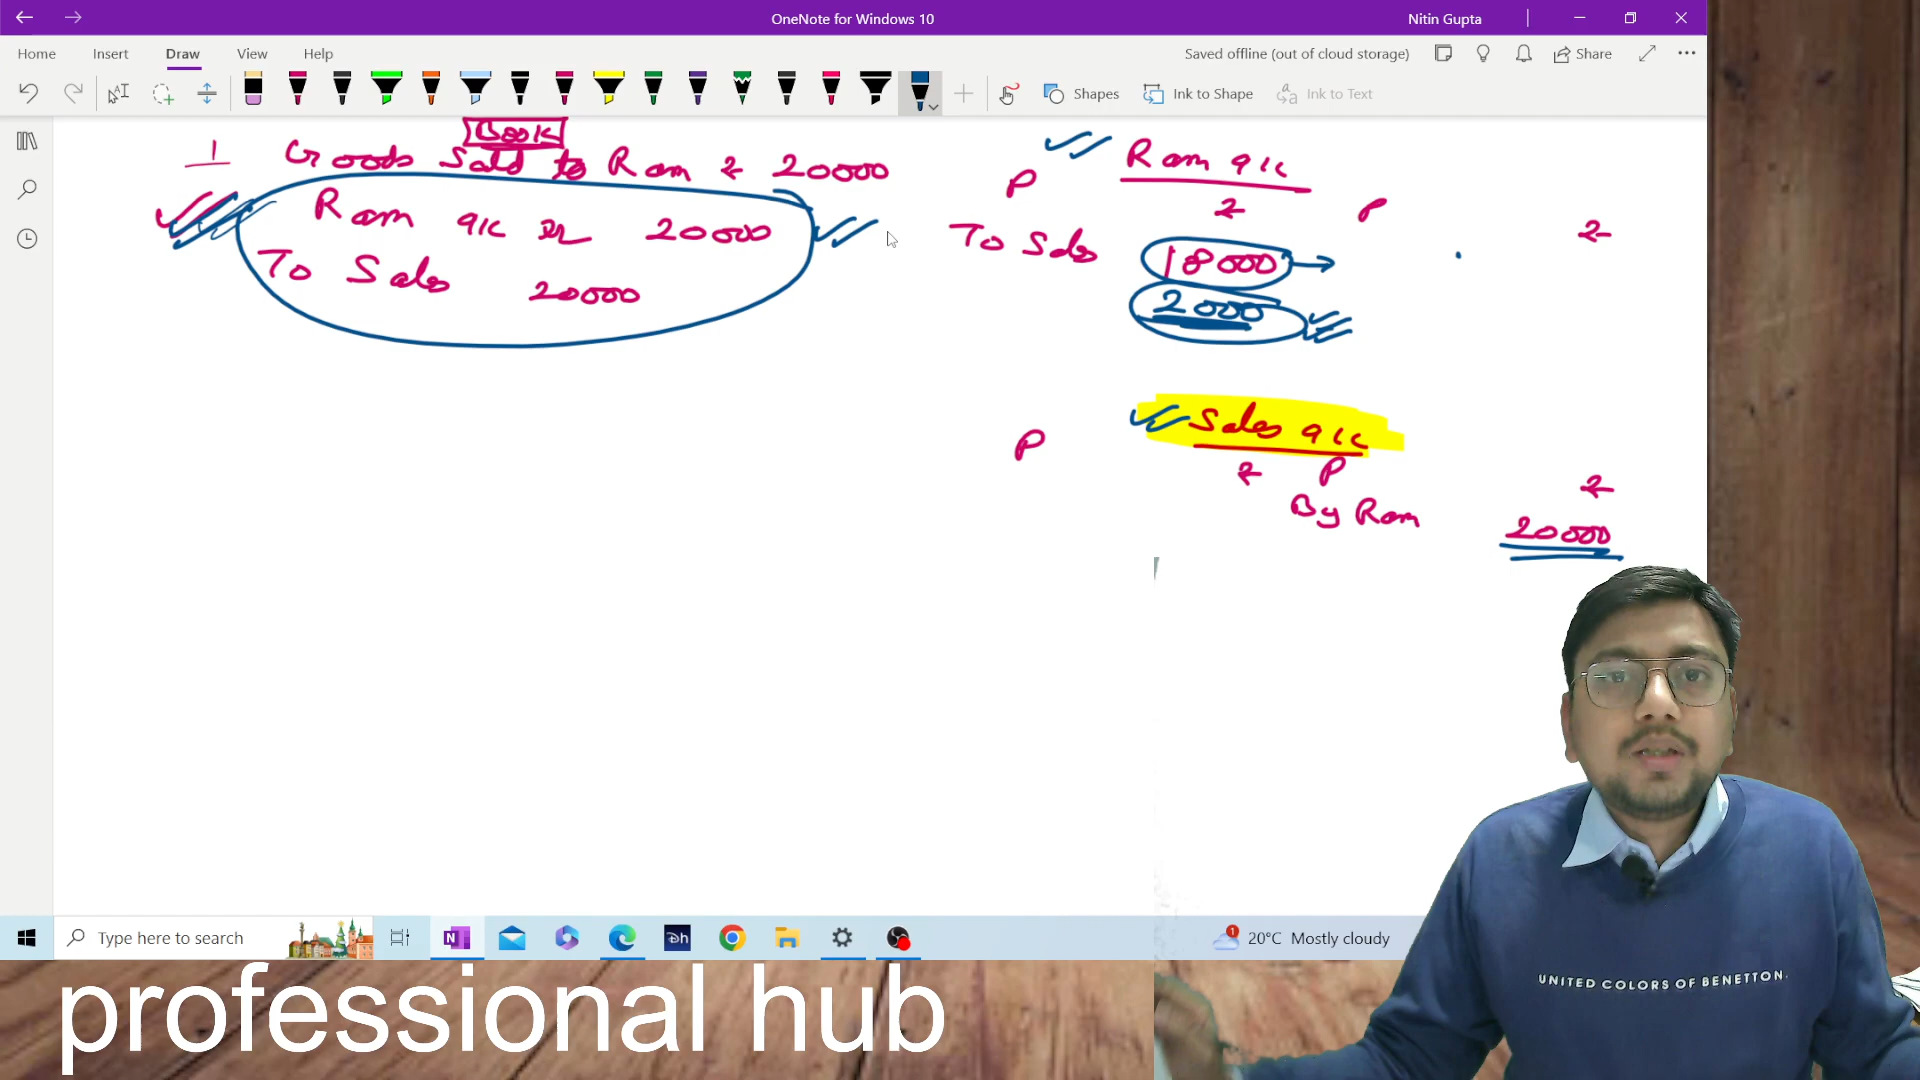 OneNote for Windows 10
Nitin Gupta
Home Insert Draw View Help
Saved offline (out of cloud storage)
Share
Shapes
Ink to Shape
Ink to Text
Book
1 Goods Sold to Ram ₹ 20000
Ram a/c Dr 20000
To Sales 20000
Ram a/c
P ₹ P ₹
To Sales 18000
2000
Sales a/c
P ₹ P ₹
By Ram 20000
Type here to search
20°C Mostly cloudy
UNITED COLORS OF BENETTON.
professional hub